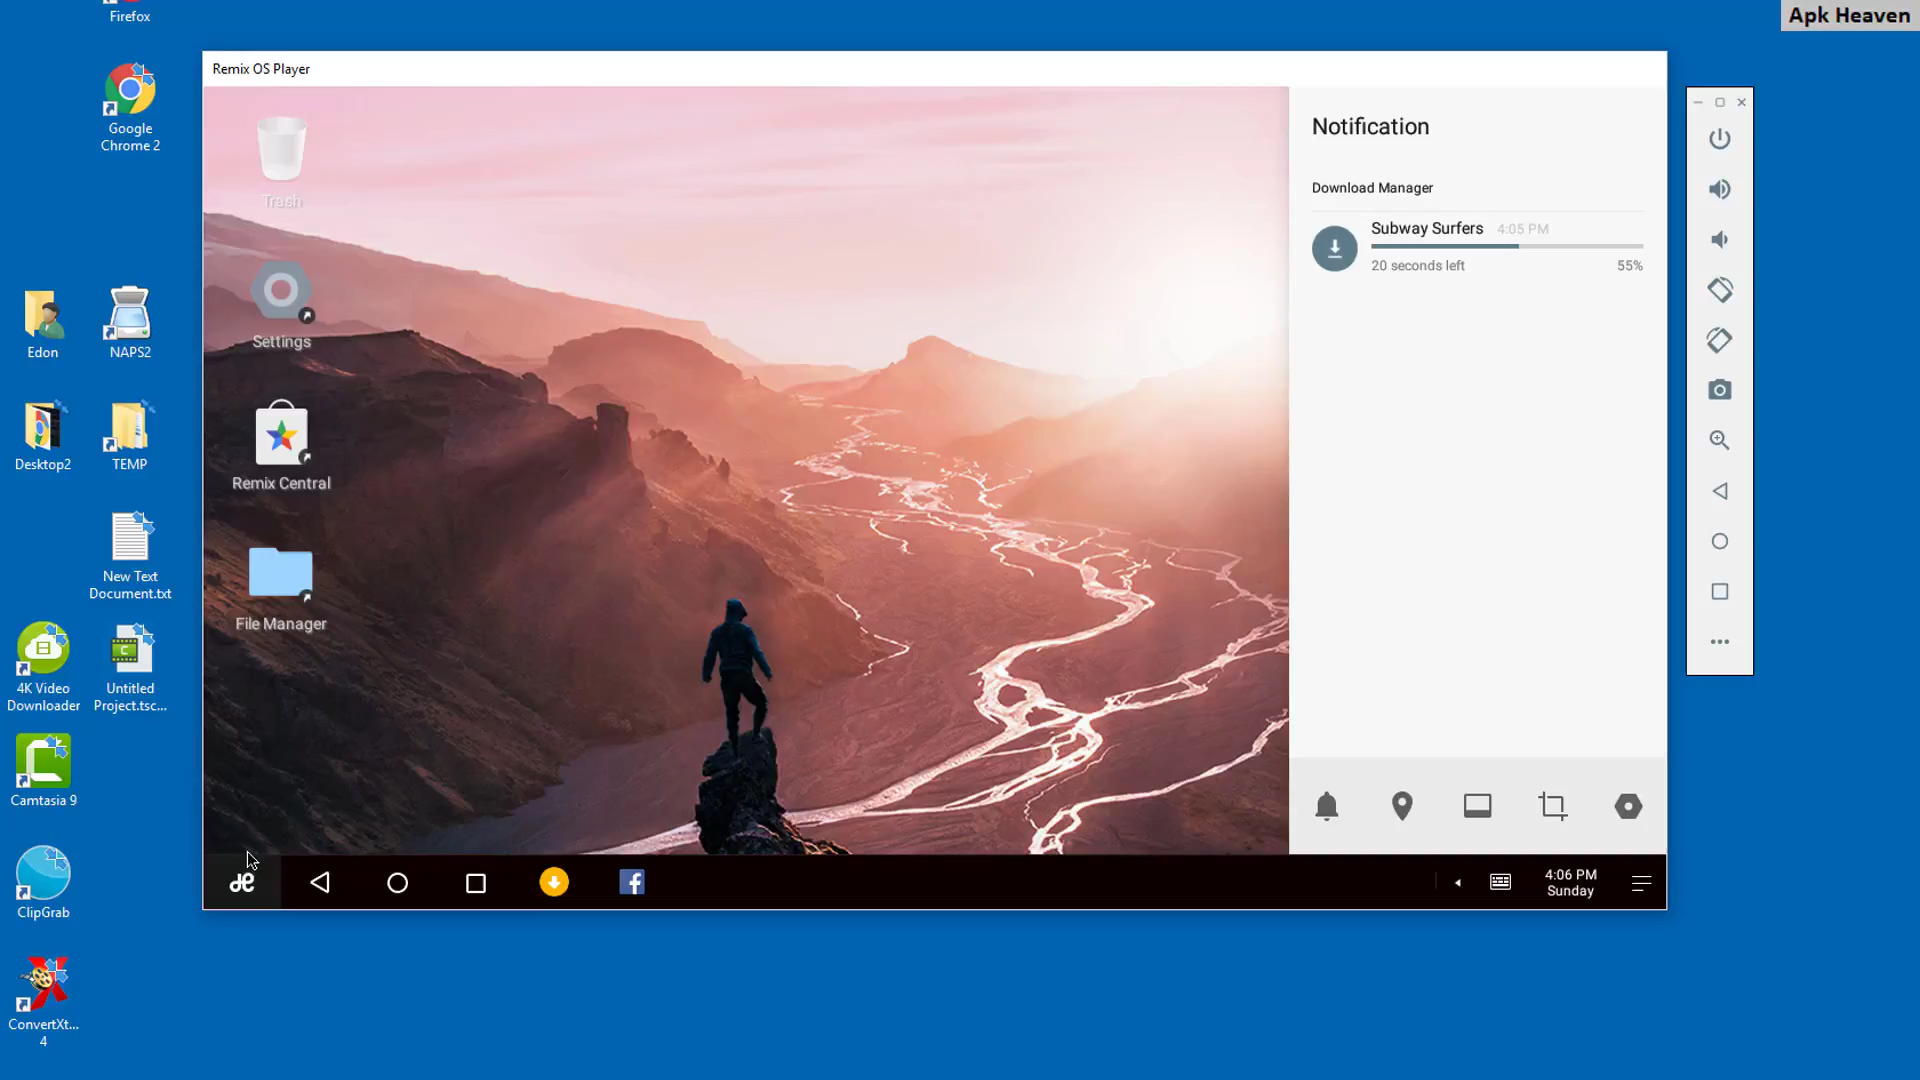 Apk Heaven
Firefox
Google
Chrome 2
Edon
NAPS2
Desktop2
TEMP
New Text
Document.txt
4K Video
Downloader
Untitled
Project.tsc...
Camtasia 9
ClipGrab
ConvertXt...
4
Remix OS Player
Trash
Settings
Remix Central
File Manager
Notification
Download Manager
Subway Surfers 4:05 PM
20 seconds left 55%
4:06 PM
Sunday